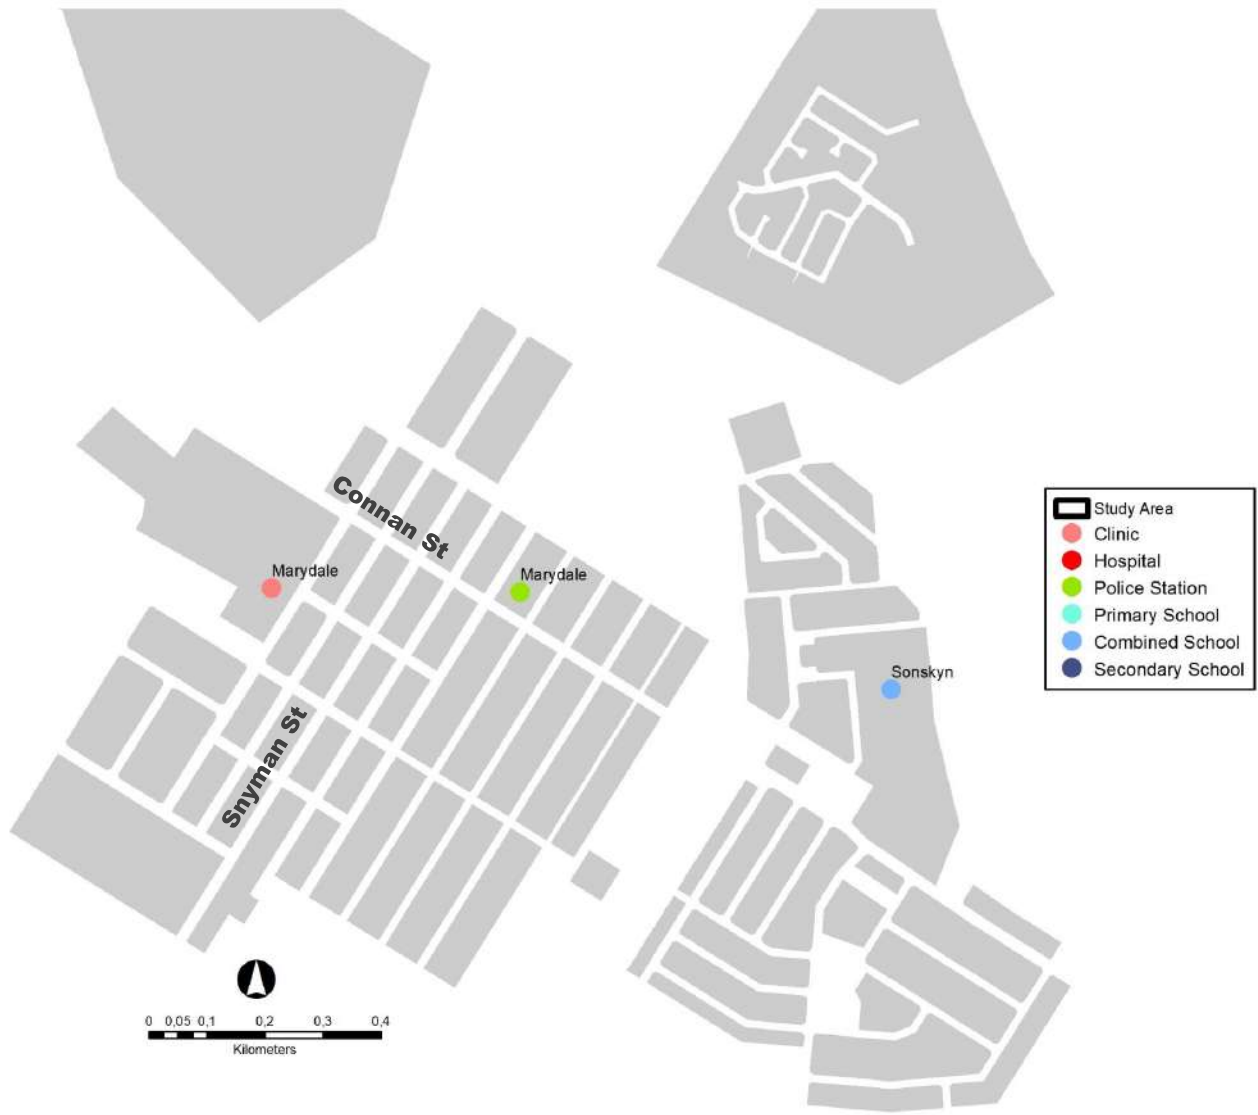 Connan St
Marydale
Marydale
Study Area
Clinic
Hospital
Police Station
Primary School
Combined School
Secondary School
Sonskyn
Snyman St
0 0,05 0,1 0,2 0,3 0,4
Kilometers